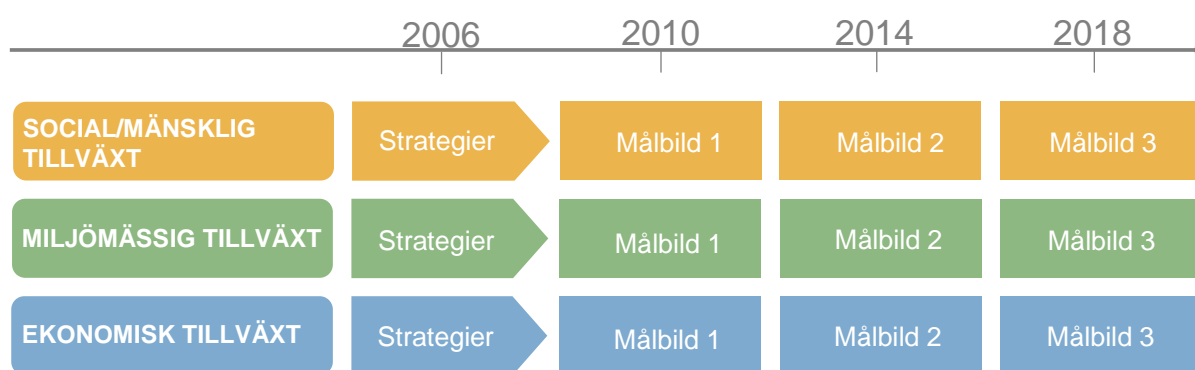 2006 2010 2014 2018
SOCIAL/MÄNSKLIG
TILLVÄXT
Strategier Målbild 1 Målbild 2 Målbild 3
MILJÖMÄSSIG TILLVÄXT Strategier Målbild 1 Målbild 2 Målbild 3
EKONOMISK TILLVÄXT Strategier Målbild 1 Målbild 2 Målbild 3